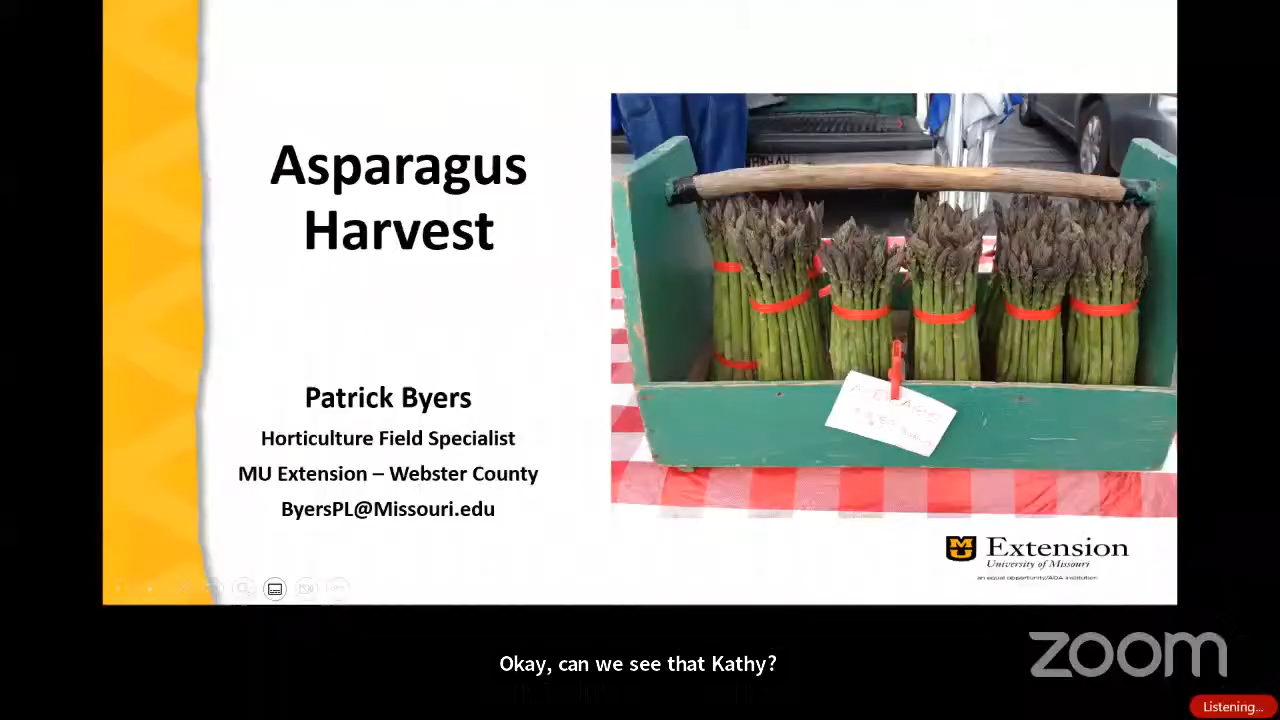 Asparagus
Harvest
Patrick Byers
Horticulture Field Specialist
MU Extension – Webster County
ByersPL@Missouri.edu
Extension
University of Missouri
an equal opportunity/ADA institution
Okay, can we see that Kathy?
zoom
Listening...